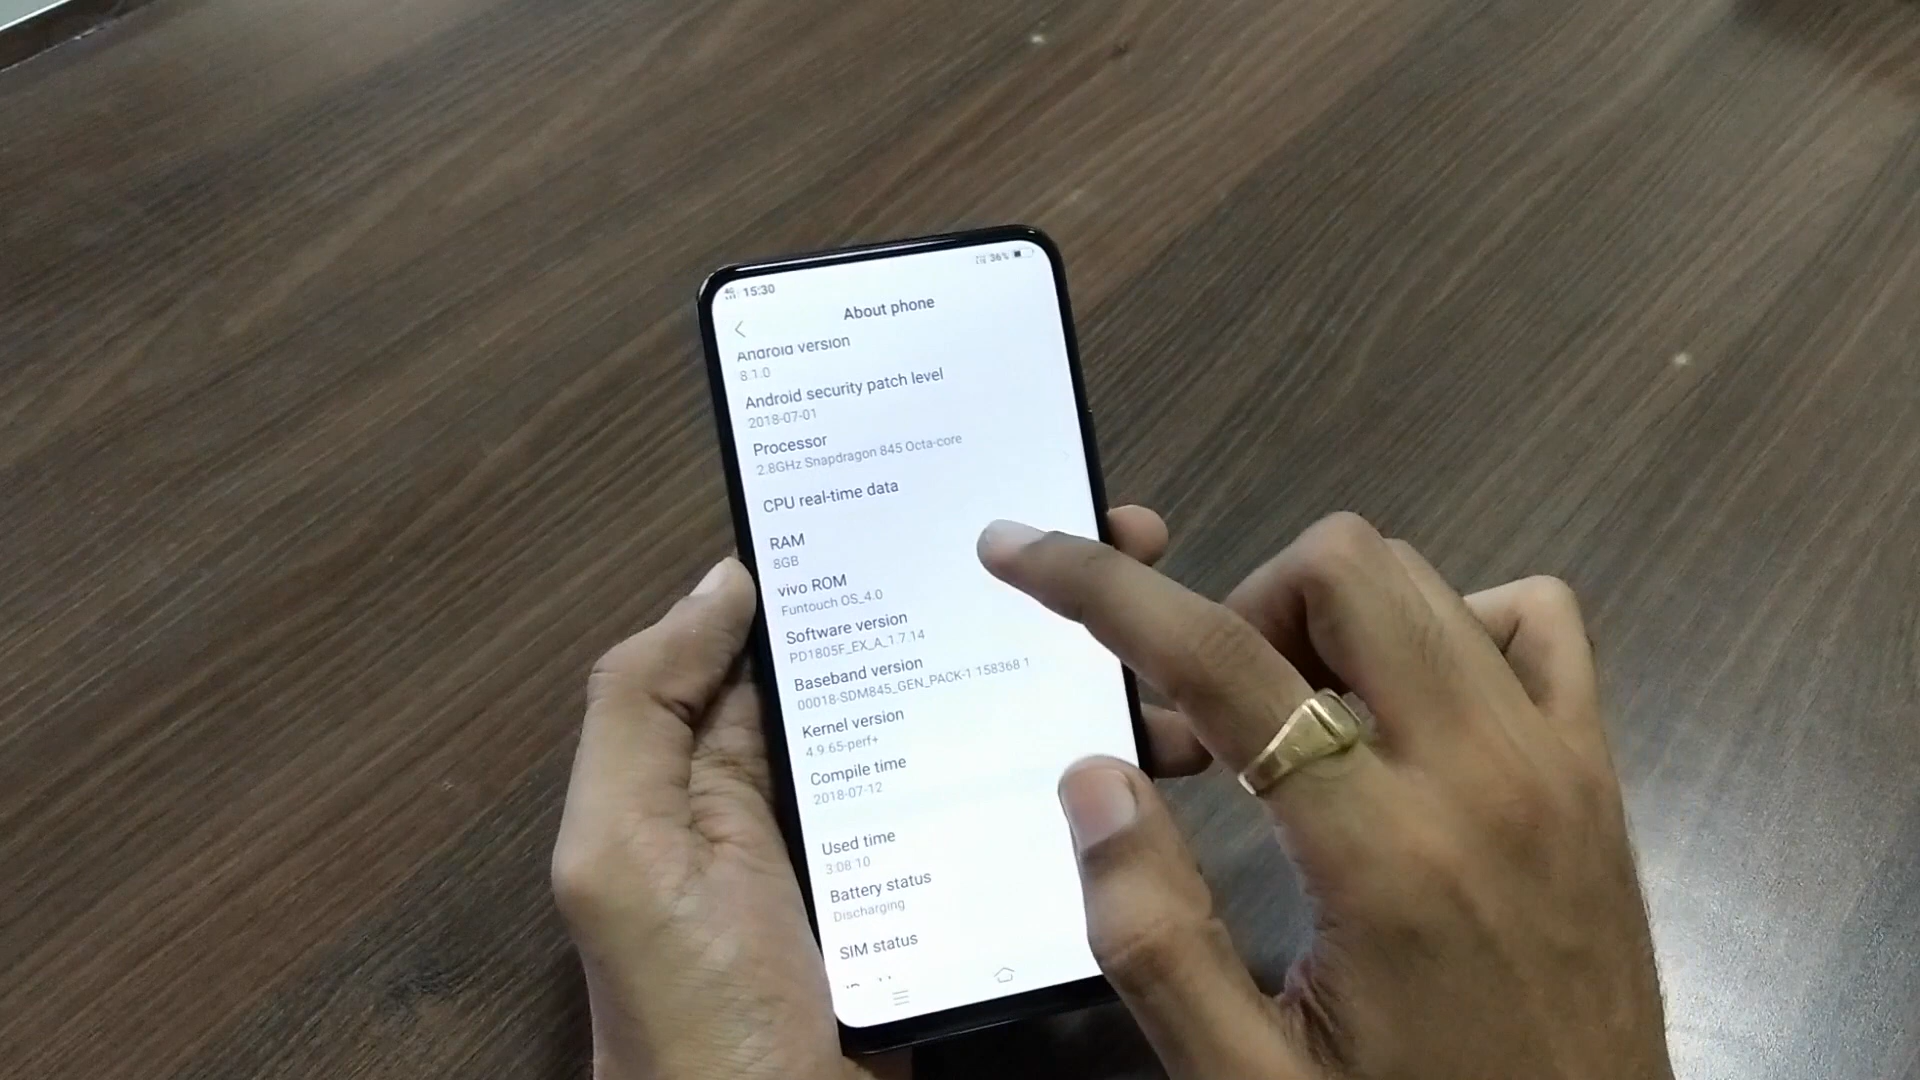 4G 15:30 36%
About phone
Android version
8.1.0
Android security patch level
2018-07-01
Processor
2.8GHz Snapdragon 845 Octa-core
CPU real-time data
RAM
8GB
vivo ROM
Funtouch OS_4.0
Software version
PD1805F_EX_A_1.7.14
Baseband version
00018-SDM845_GEN_PACK-1 158368 1
Kernel version
4.9.65-perf+
Compile time
2018-07-12
Used time
3:08:10
Battery status
Discharging
SIM status